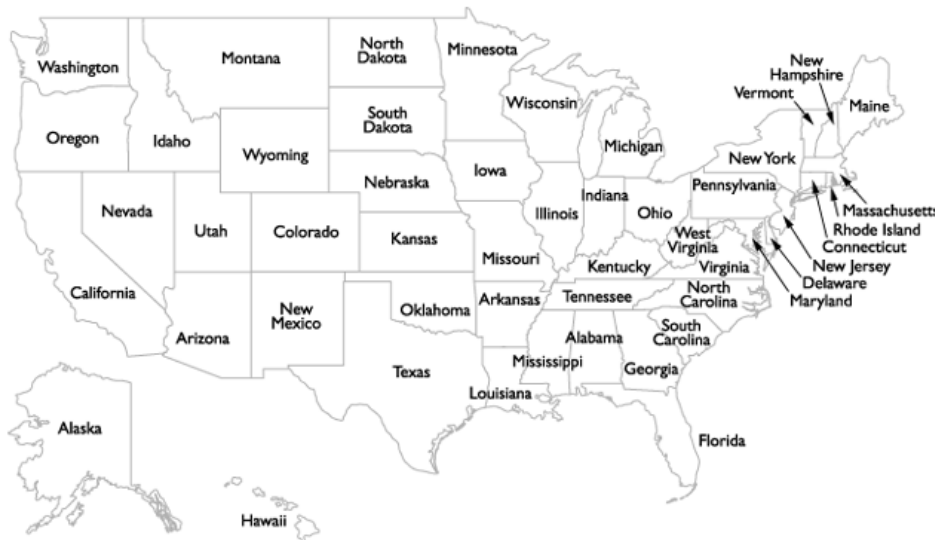 Washington
Montana
North
Dakota
Minnesota
New
Hampshire
Vermont
Maine
Oregon
Idaho
Wyoming
South
Dakota
Wisconsin
Michigan
New York
Nevada
Utah
Colorado
Nebraska
Iowa
Illinois
Indiana
Ohio
Pennsylvania
Massachusetts
Rhode Island
Connecticut
New Jersey
Delaware
Maryland
California
Kansas
Missouri
Kentucky
West
Virginia
Virginia
Arizona
New
Mexico
Oklahoma
Arkansas
Tennessee
North
Carolina
South
Carolina
Texas
Louisiana
Mississippi
Alabama
Georgia
Florida
Alaska
Hawaii